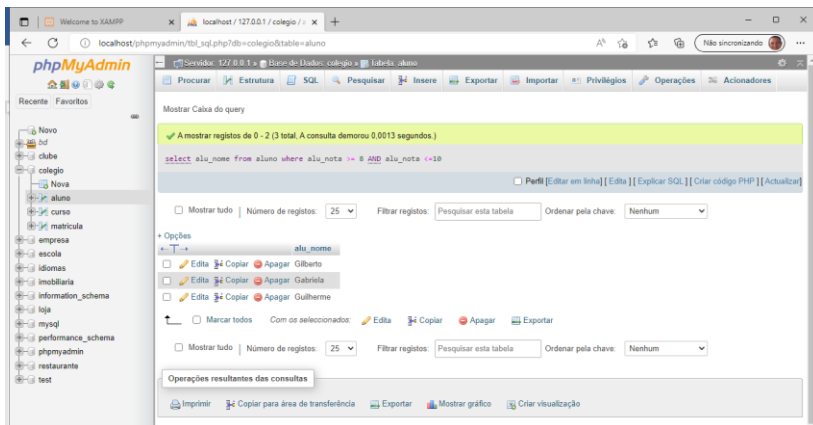 Welcome to XAMPP
localhost / 127.0.0.1 / colegio / a
localhost/phpmyadmin/tbl_sql.php?db=colegio&table=aluno
Não sincronizando
phpMyAdmin
Recente Favoritos
Novo
bd
clube
colegio
Nova
aluno
curso
matricula
empresa
escola
idiomas
imobiliaria
information_schema
loja
mysql
performance_schema
phpmyadmin
restaurante
test
Servidor: 127.0.0.1 » Base de Dados: colegio » Tabela: aluno
Procurar Estrutura SQL Pesquisar Insere Exportar Importar Privilégios Operações Acionadores
Mostrar Caixa do query
A mostrar registos de 0 - 2 (3 total, A consulta demorou 0,0013 segundos.)
select alu_nome from aluno where alu_nota >= 8 AND alu_nota <=10
Perfil [Editar em linha] [ Edita ] [ Explicar SQL ] [ Criar código PHP ] [ Actualizar]
Mostrar tudo | Número de registos: 25 Filtrar registos: Pesquisar esta tabela Ordenar pela chave: Nenhum
+ Opções
←T→ alu_nome
Edita Copiar Apagar Gilberto
Edita Copiar Apagar Gabriela
Edita Copiar Apagar Guilherme
Marcar todos Com os seleccionados: Edita Copiar Apagar Exportar
Mostrar tudo | Número de registos: 25 Filtrar registos: Pesquisar esta tabela Ordenar pela chave: Nenhum
Operações resultantes das consultas
Imprimir Copiar para área de transferência Exportar Mostrar gráfico Criar visualização